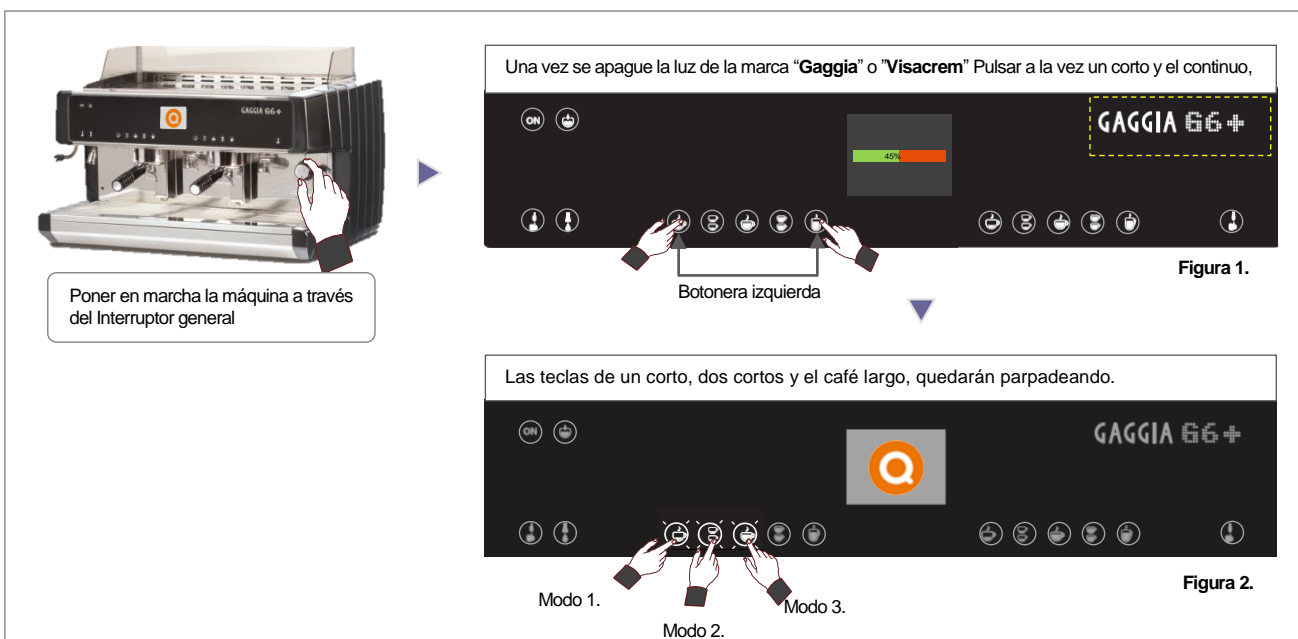 GAGGIA 66+
Poner en marcha la máquina a través
del Interruptor general
Una vez se apague la luz de la marca “Gaggia” o ”Visacrem” Pulsar a la vez un corto y el continuo,
ON
GAGGIA 66+
45%
Botonera izquierda
Figura 1.
Las teclas de un corto, dos cortos y el café largo, quedarán parpadeando.
ON
GAGGIA 66+
Modo 1.
Modo 2.
Modo 3.
Figura 2.